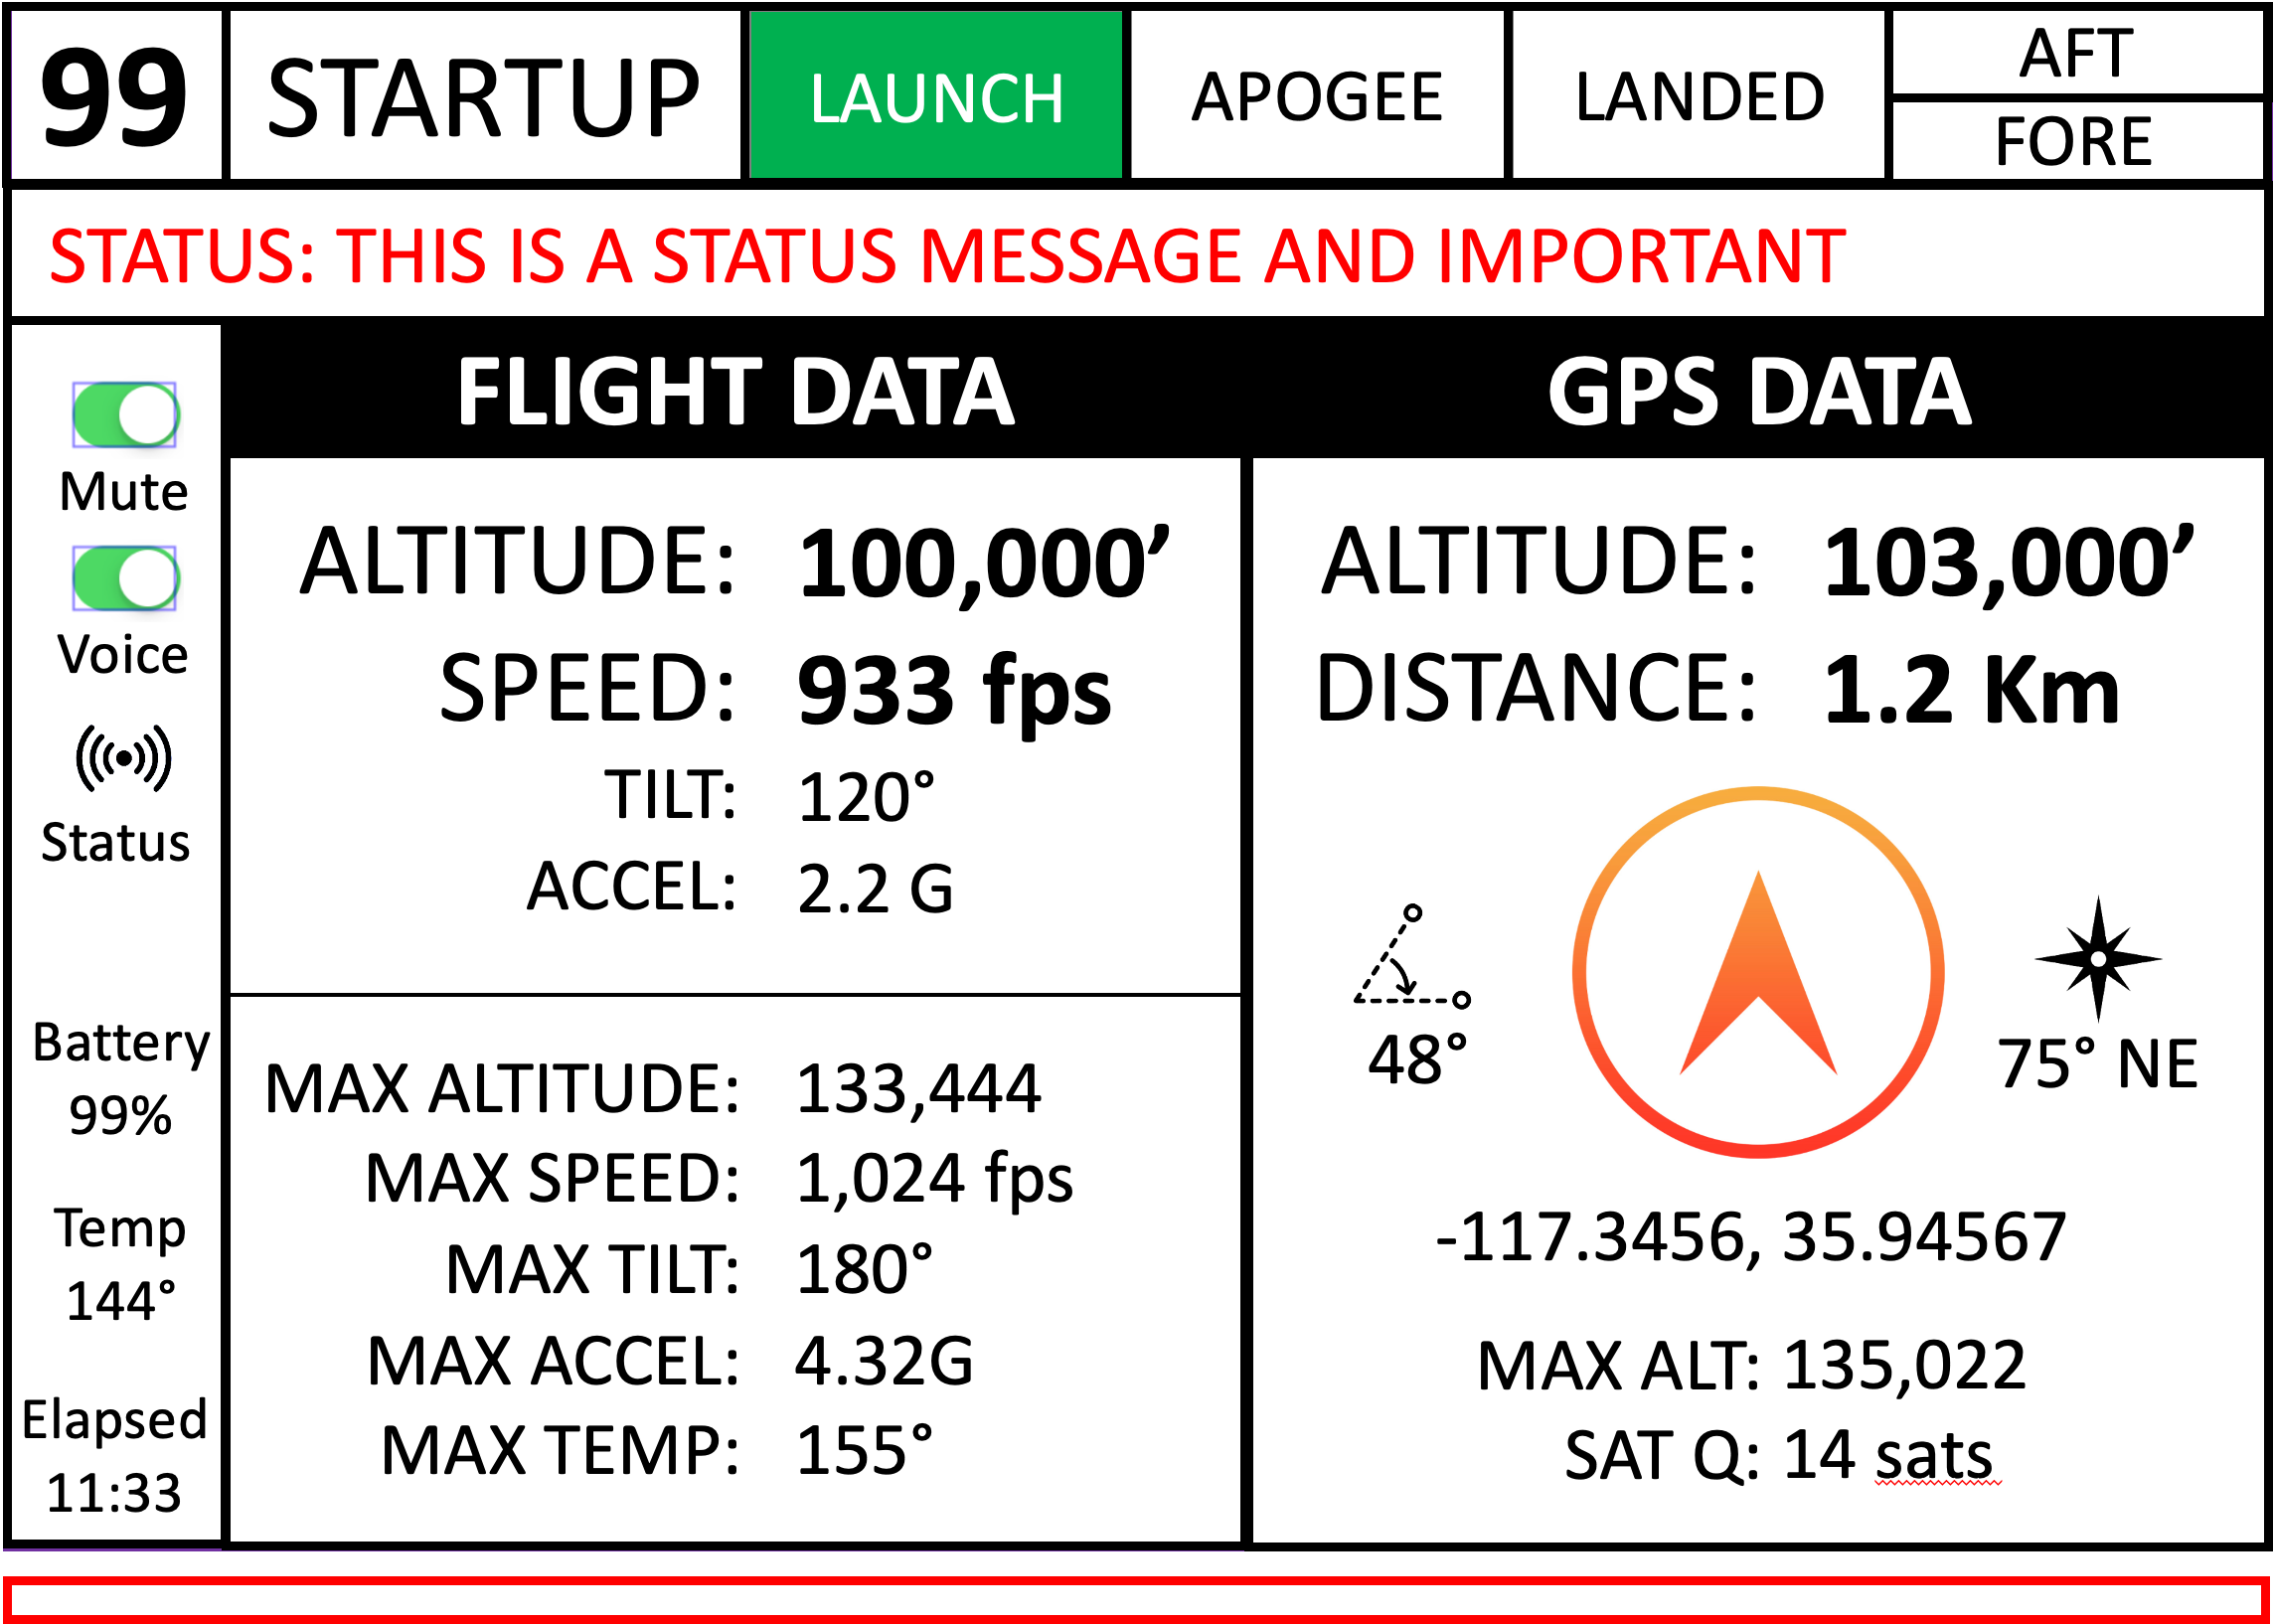 99 STARTUP LAUNCH APOGEE LANDED AFT
FORE
STATUS: THIS IS A STATUS MESSAGE AND IMPORTANT
Mute
Voice
Status
Battery
99%
Temp
144°
Elapsed
11:33
FLIGHT DATA
ALTITUDE: 100,000’
SPEED: 933 fps
TILT: 120°
ACCEL: 2.2 G
MAX ALTITUDE: 133,444
MAX SPEED: 1,024 fps
MAX TILT: 180°
MAX ACCEL: 4.32G
MAX TEMP: 155°
GPS DATA
ALTITUDE: 103,000’
DISTANCE: 1.2 Km
48°
75° NE
-117.3456, 35.94567
MAX ALT: 135,022
SAT Q: 14 sats